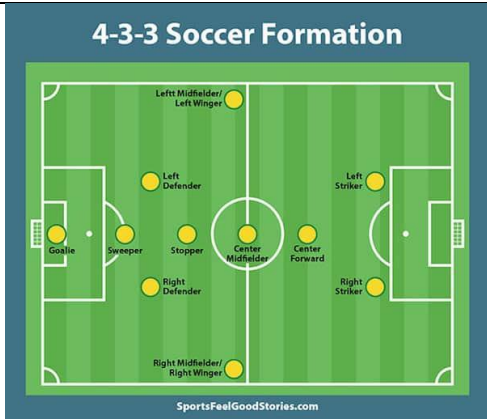 4-3-3 Soccer Formation
Leftt Midfielder/
Left Winger
Left
Defender
Left
Striker
Goalie
Sweeper
Stopper
Center
Midfielder
Center
Forward
Right
Defender
Right
Striker
Right Midfielder/
Right Winger
SportsFeelGoodStories.com